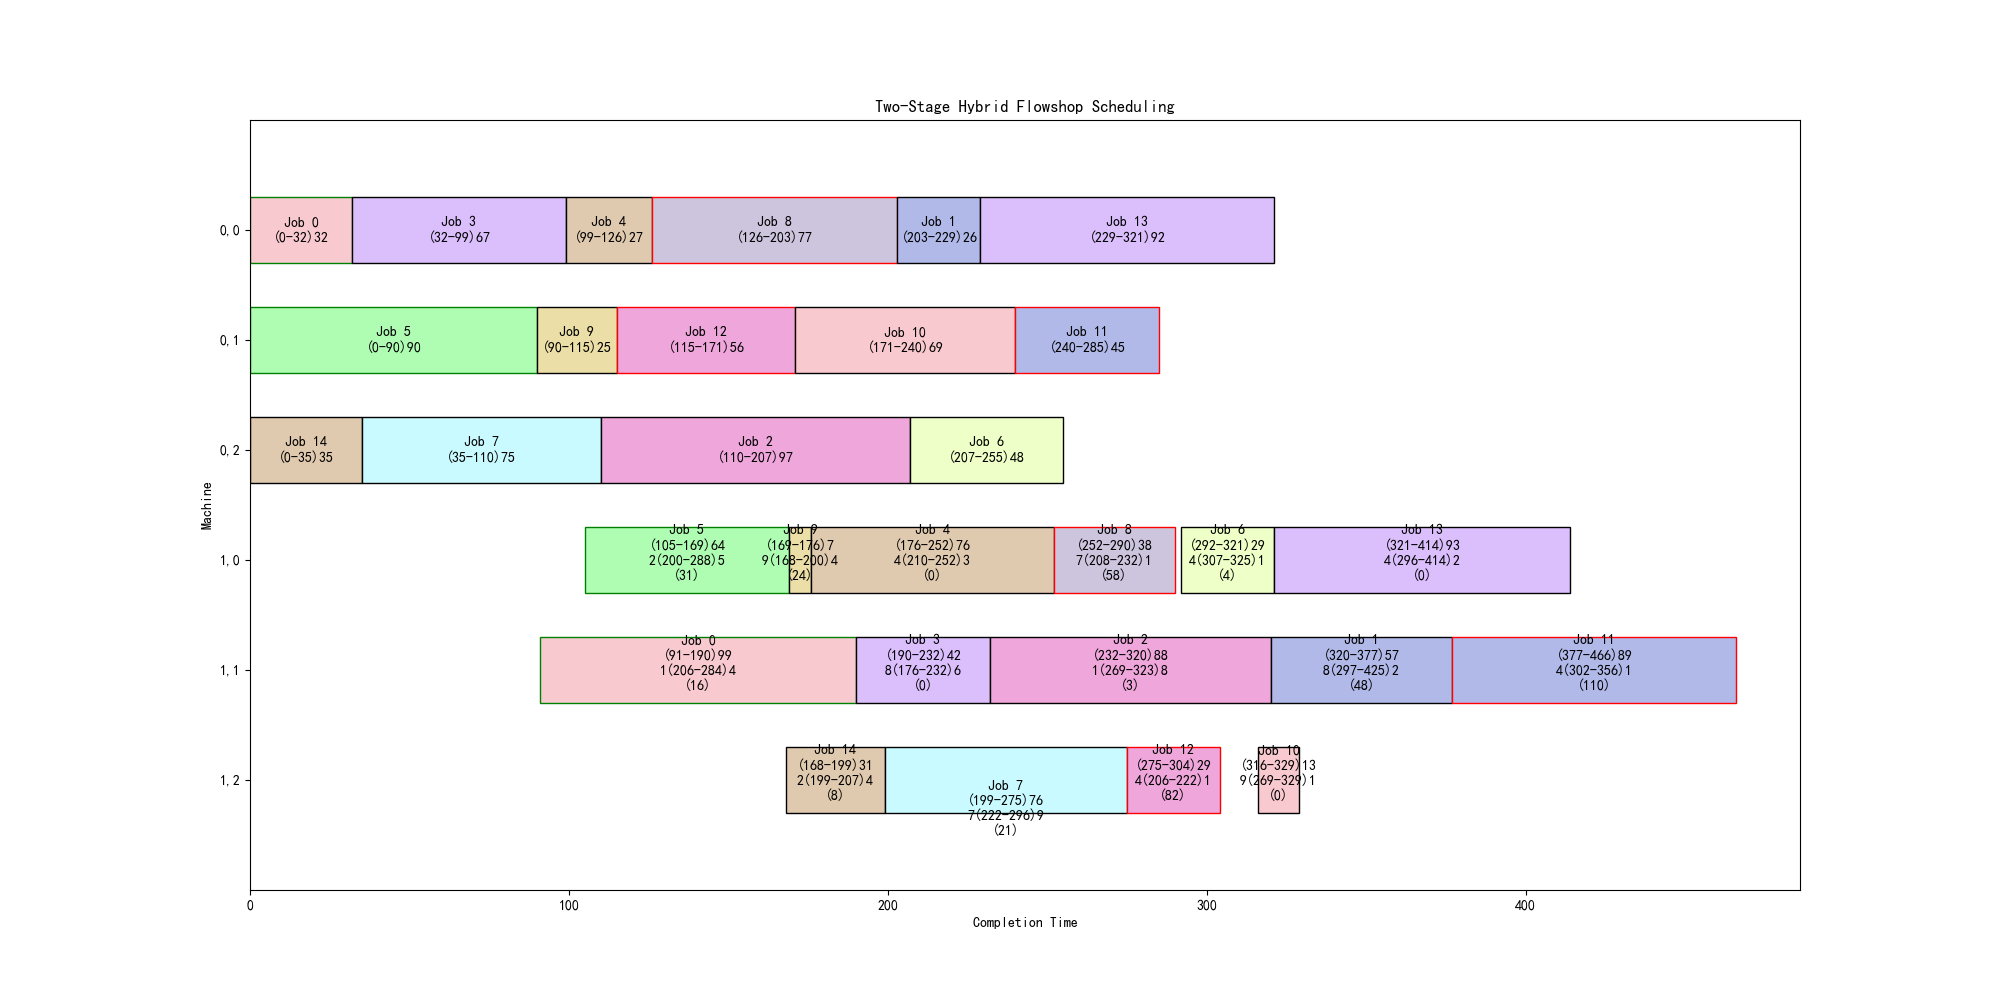 Two-Stage Hybrid Flowshop Scheduling
Machine
0,0
Job 0
(0-32)32
Job 3
(32-99)67
Job 4
(99-126)27
Job 8
(126-203)77
Job 1
(203-229)26
Job 13
(229-321)92
0,1
Job 5
(0-90)90
Job 9
(90-115)25
Job 12
(115-171)56
Job 10
(171-240)69
Job 11
(240-285)45
0,2
Job 14
(0-35)35
Job 7
(35-110)75
Job 2
(110-207)97
Job 6
(207-255)48
1,0
Job 5
(105-169)64
2(200-288)5
(31)
Job 9
(169-176)7
9(168-200)4
(24)
Job 4
(176-252)76
4(210-252)3
(0)
Job 8
(252-290)38
7(208-232)1
(58)
Job 6
(292-321)29
4(307-325)1
(4)
Job 13
(321-414)93
4(296-414)2
(0)
1,1
Job 0
(91-190)99
1(206-284)4
(16)
Job 3
(190-232)42
8(176-232)6
(0)
Job 2
(232-320)88
1(269-323)8
(3)
Job 1
(320-377)57
8(297-425)2
(48)
Job 11
(377-466)89
4(302-356)1
(110)
1,2
Job 14
(168-199)31
2(199-207)4
(8)
Job 7
(199-275)76
7(222-296)9
(21)
Job 12
(275-304)29
4(206-222)1
(82)
Job 10
(316-329)13
9(269-329)1
(0)
0
100
200
300
400
Completion Time